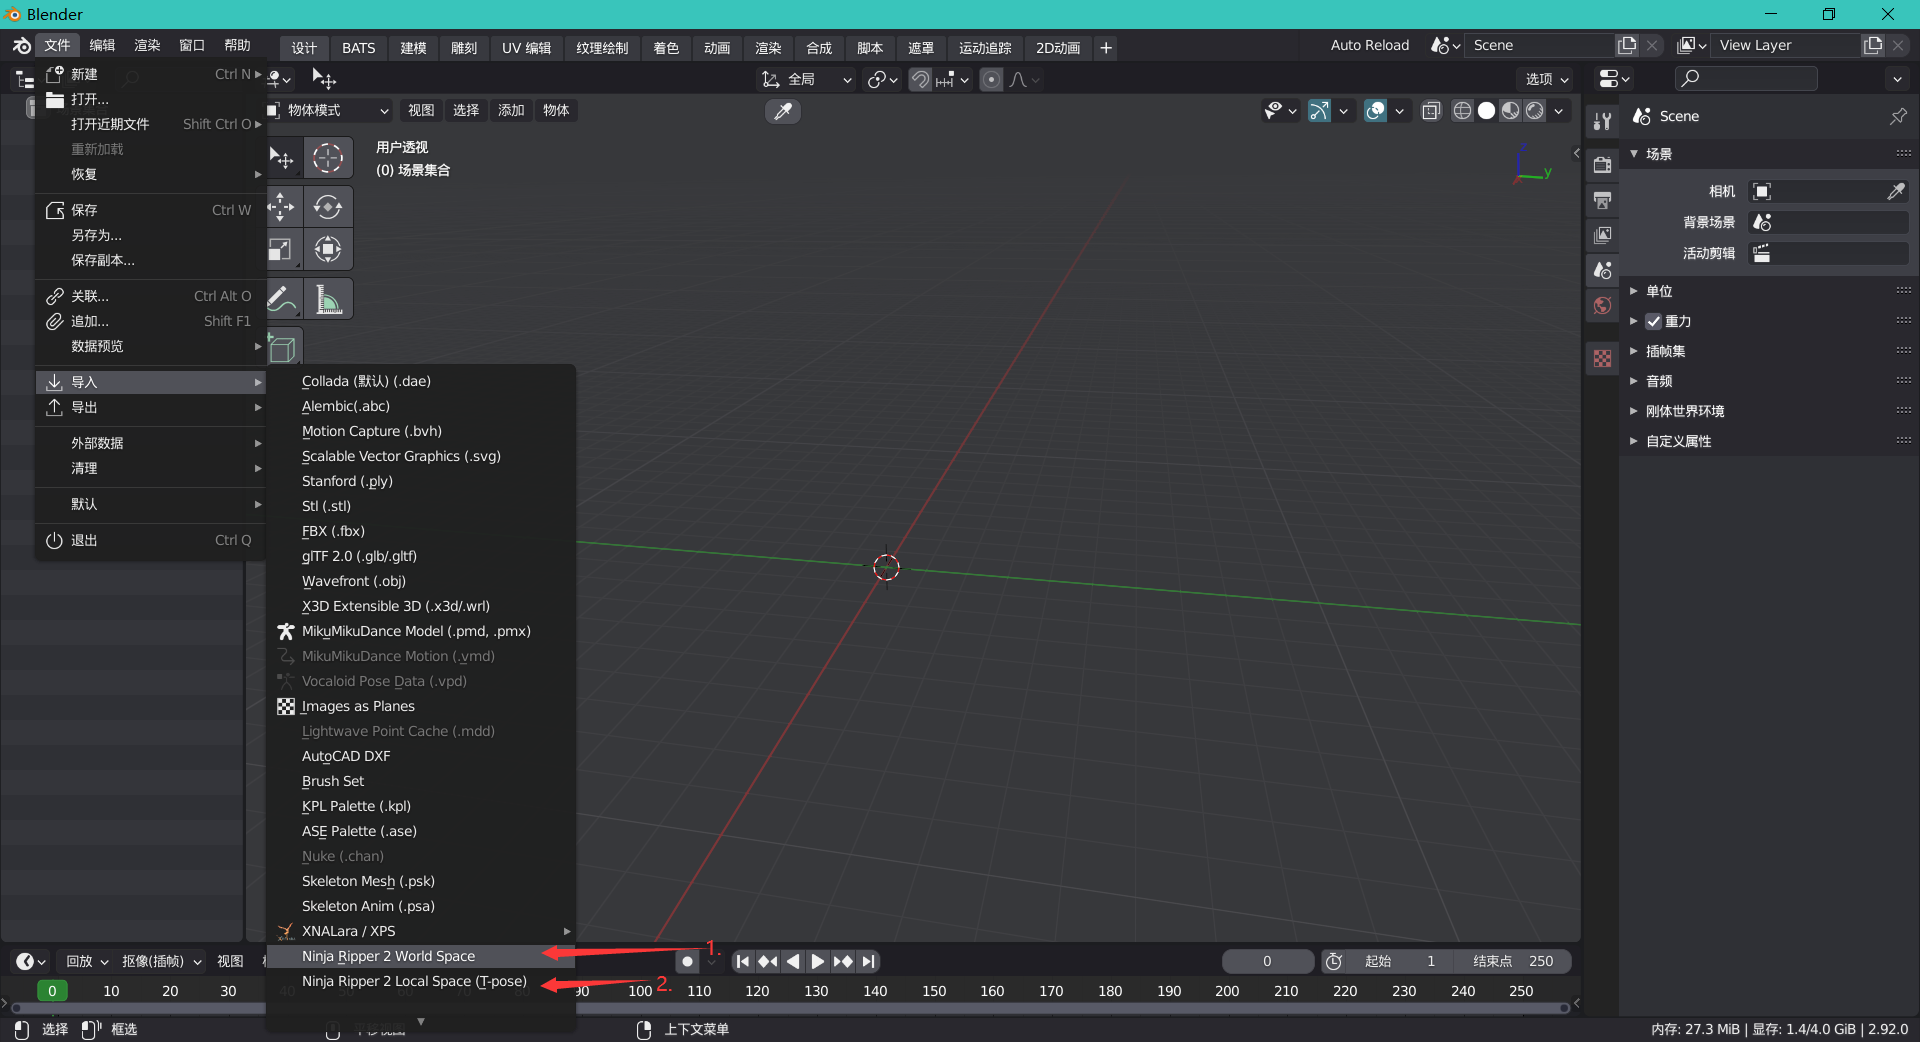 Blender
文件 编辑 渲染 窗口 帮助 设计 BATS 建模 雕刻 UV 编辑 纹理绘制 着色 动画 渲染 合成 脚本 遮罩 运动追踪 2D动画 + Auto Reload Scene View Layer
全局 选项
物体模式 视图 选择 添加 物体
用户透视
(0) 场景集合
新建 Ctrl N
打开...
打开近期文件 Shift Ctrl O
重新加载
恢复
保存 Ctrl W
另存为...
保存副本...
关联... Ctrl Alt O
追加... Shift F1
数据预览
导入
导出
外部数据
清理
默认
退出 Ctrl Q
Collada (默认) (.dae)
Alembic(.abc)
Motion Capture (.bvh)
Scalable Vector Graphics (.svg)
Stanford (.ply)
Stl (.stl)
FBX (.fbx)
glTF 2.0 (.glb/.gltf)
Wavefront (.obj)
X3D Extensible 3D (.x3d/.wrl)
MikuMikuDance Model (.pmd, .pmx)
MikuMikuDance Motion (.vmd)
Vocaloid Pose Data (.vpd)
Images as Planes
Lightwave Point Cache (.mdd)
AutoCAD DXF
Brush Set
KPL Palette (.kpl)
ASE Palette (.ase)
Nuke (.chan)
Skeleton Mesh (.psk)
Skeleton Anim (.psa)
XNALara / XPS
Ninja Ripper 2 World Space
Ninja Ripper 2 Local Space (T-pose)
1.
2.
z
y
Scene
场景
相机
背景场景
活动剪辑
单位
重力
插帧集
音频
刚体世界环境
自定义属性
回放 抠像(插帧) 视图 0 起始 1 结束点 250
0 10 20 30 40 90 100 110 120 130 140 150 160 170 180 190 200 210 220 230 240 250
选择 框选 平移视图 上下文菜单 内存: 27.3 MiB | 显存: 1.4/4.0 GiB | 2.92.0